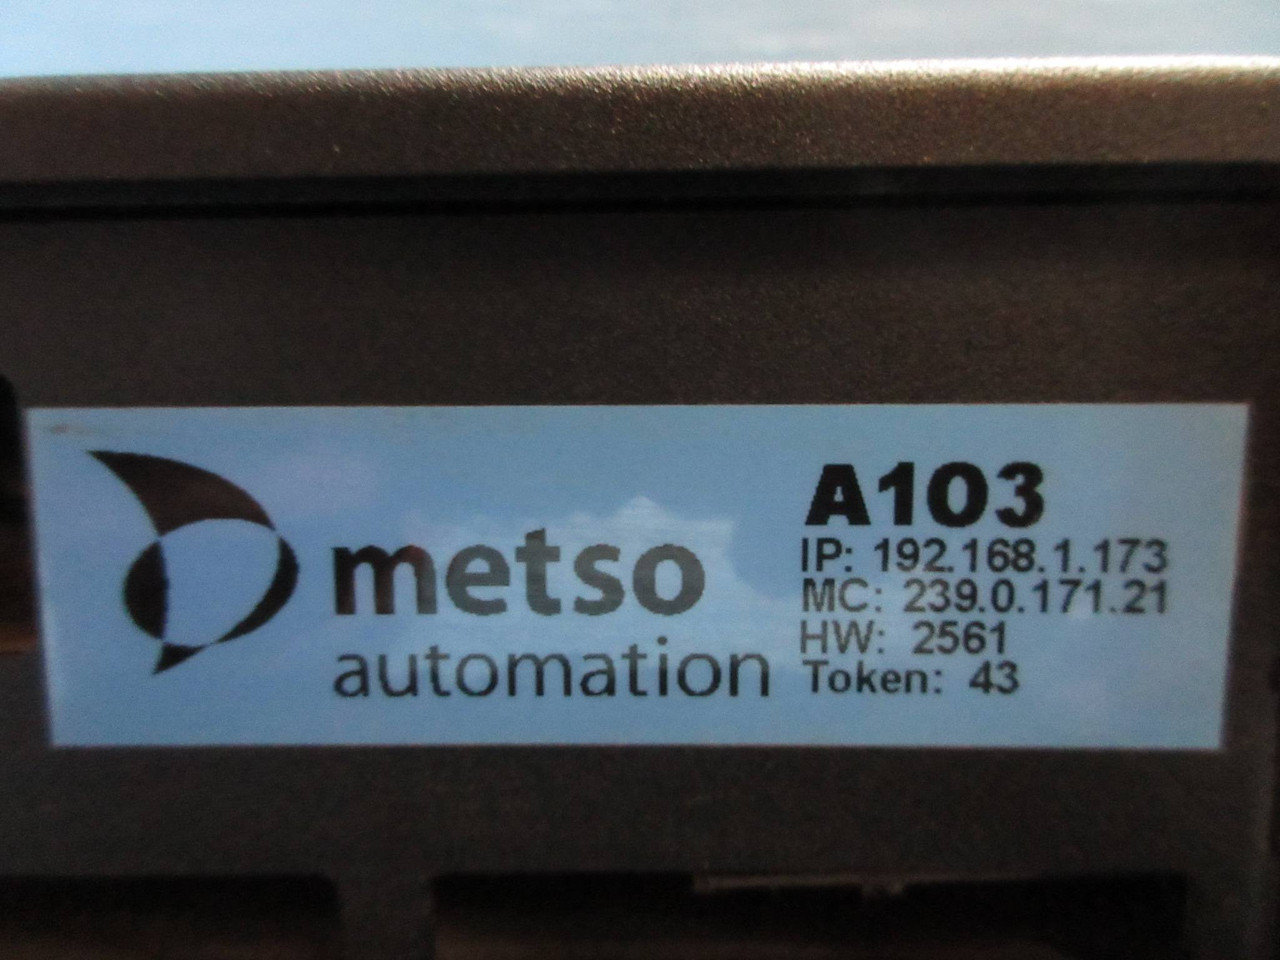 metso
automation
A103
IP: 192.168.1.173
MC: 239.0.171.21
HW: 2561
Token: 43